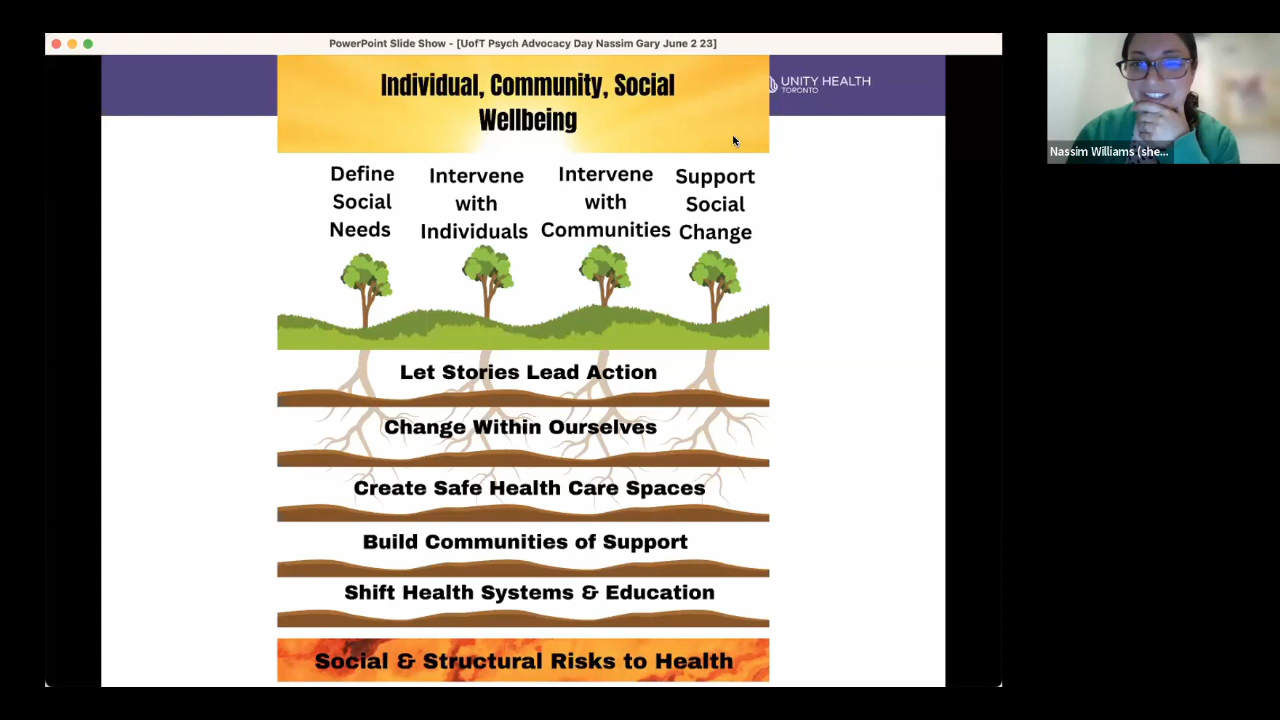 PowerPoint Slide Show - [UofT Psych Advocacy Day Nassim Gary June 2 23]
Individual, Community, Social
Wellbeing
UNITY HEALTH
TORONTO
Define
Social
Needs
Intervene
with
Individuals
Intervene
with
Communities
Support
Social
Change
Let Stories Lead Action
Change Within Ourselves
Create Safe Health Care Spaces
Build Communities of Support
Shift Health Systems & Education
Social & Structural Risks to Health
Nassim Williams (she...